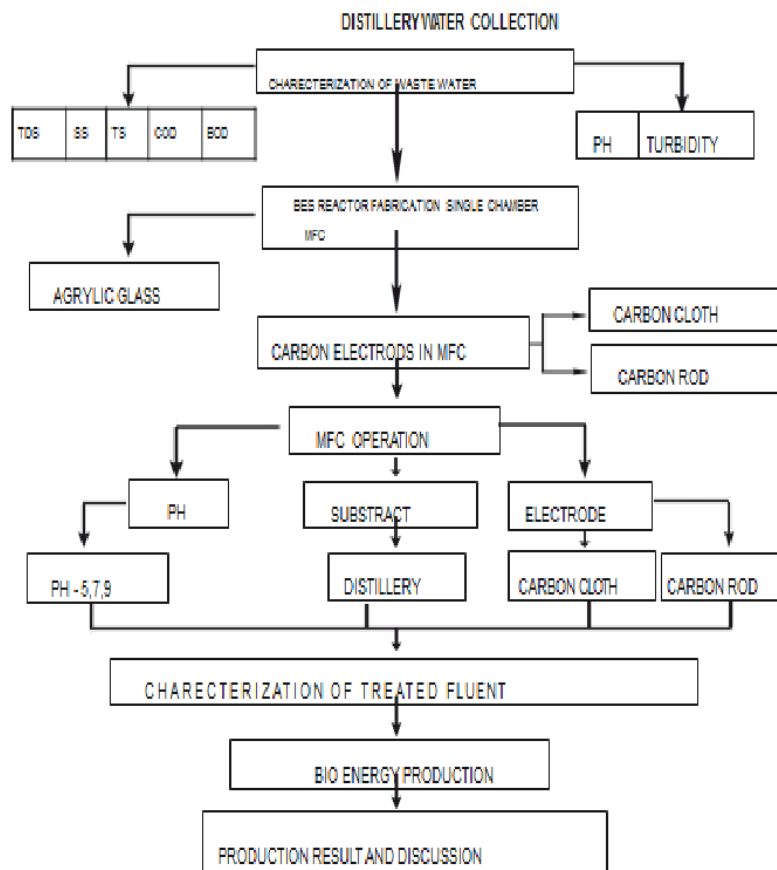 DISTILLERY WATER COLLECTION
CHARECTERIZATION OF WASTE WATER
TDS SS TS COD BOD
PH TURBIDITY
BES REACTOR FABRICATION SINGLE CHAMBER
MFC
AGRYLIC GLASS
CARBON CLOTH
CARBON ELECTRODS IN MFC
CARBON ROD
MFC OPERATION
PH
SUBSTRACT
ELECTRODE
PH - 5,7,9
DISTILLERY
CARBON CLOTH
CARBON ROD
CHARECTERIZATION OF TREATED FLUENT
BIO ENERGY PRODUCTION
PRODUCTION RESULT AND DISCUSSION